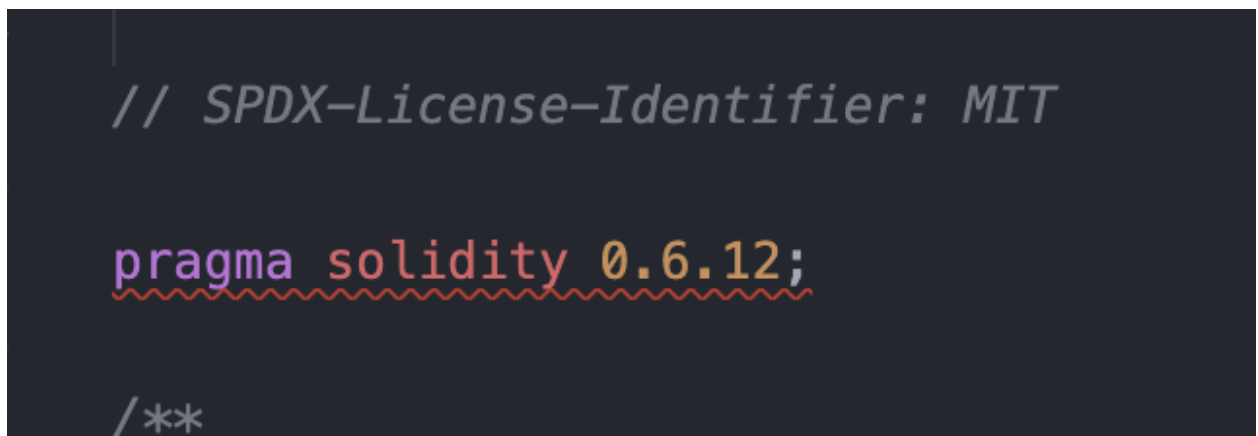 // SPDX-License-Identifier: MIT
pragma solidity 0.6.12;
/**